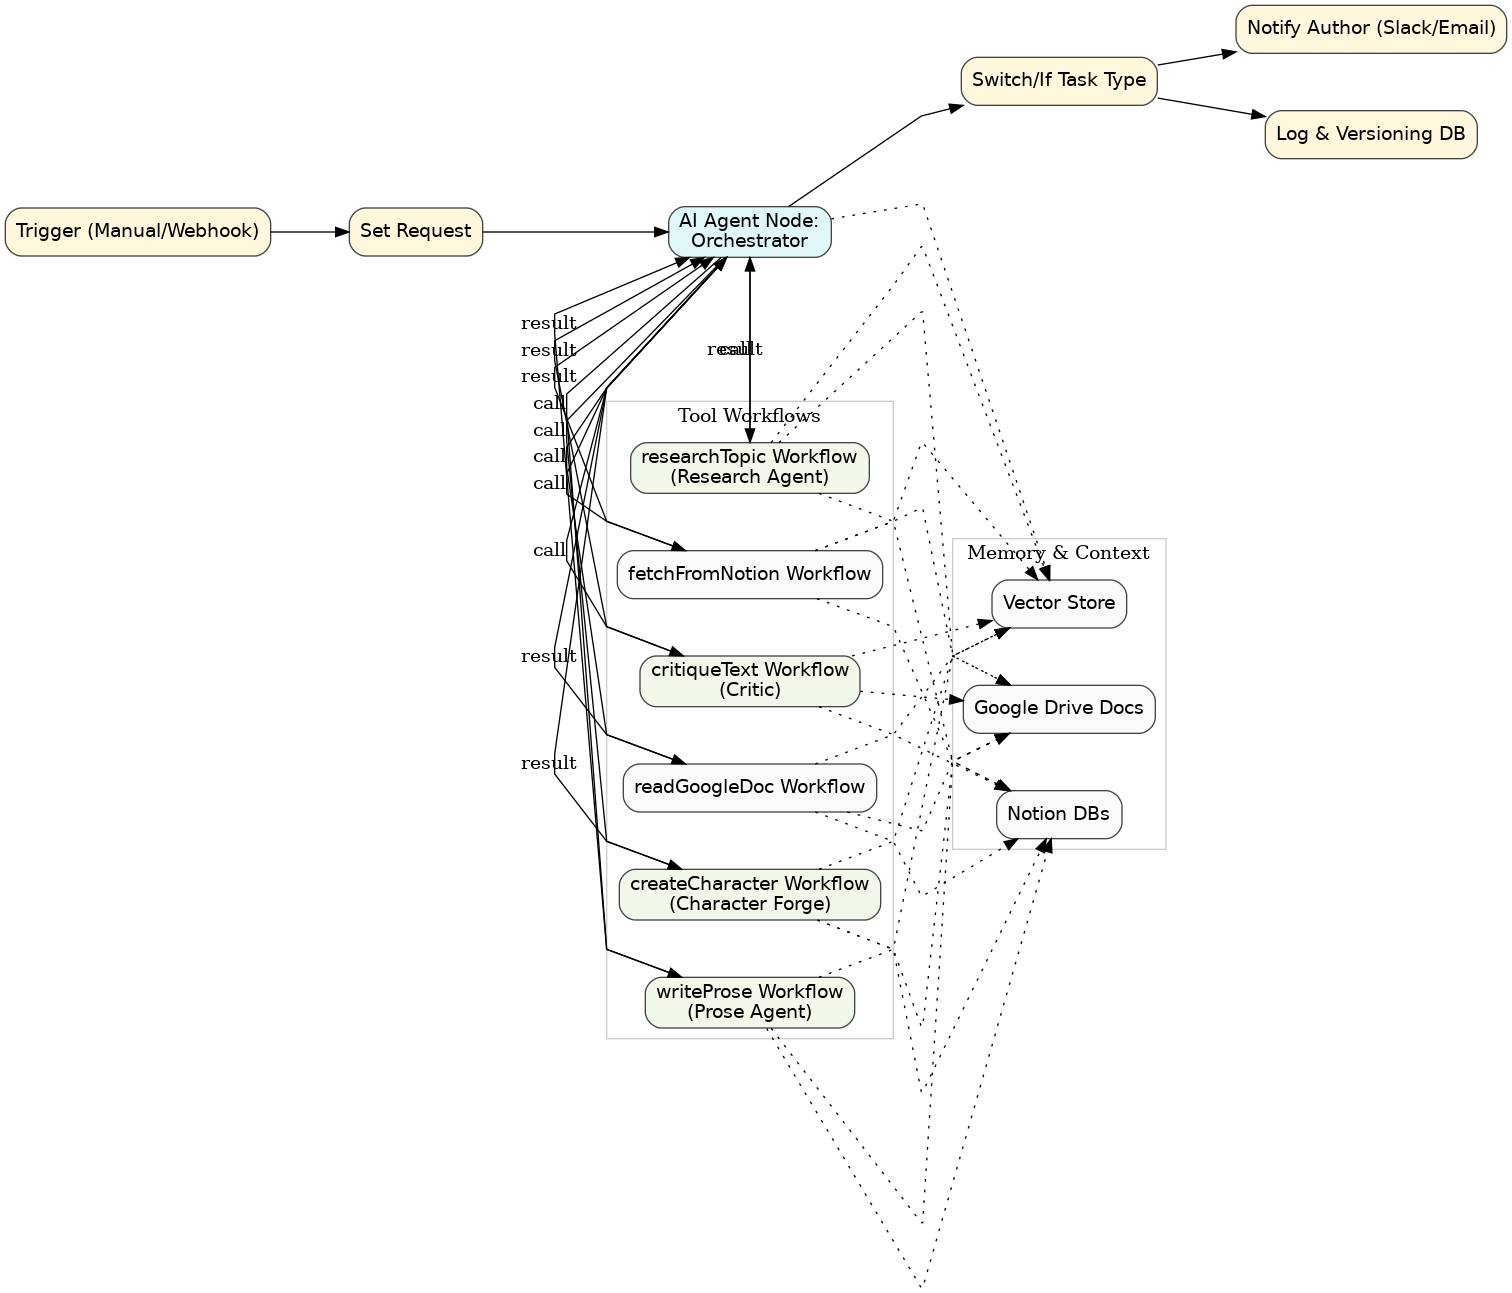 Notify Author (Slack/Email)
Switch/If Task Type
Log & Versioning DB
Trigger (Manual/Webhook)
Set Request
AI Agent Node:
Orchestrator
result
result
result
call
call
call
call
call
result
result
result
call
Tool Workflows
researchTopic Workflow
(Research Agent)
fetchFromNotion Workflow
critiqueText Workflow
(Critic)
readGoogleDoc Workflow
createCharacter Workflow
(Character Forge)
writeProse Workflow
(Prose Agent)
Memory & Context
Vector Store
Google Drive Docs
Notion DBs